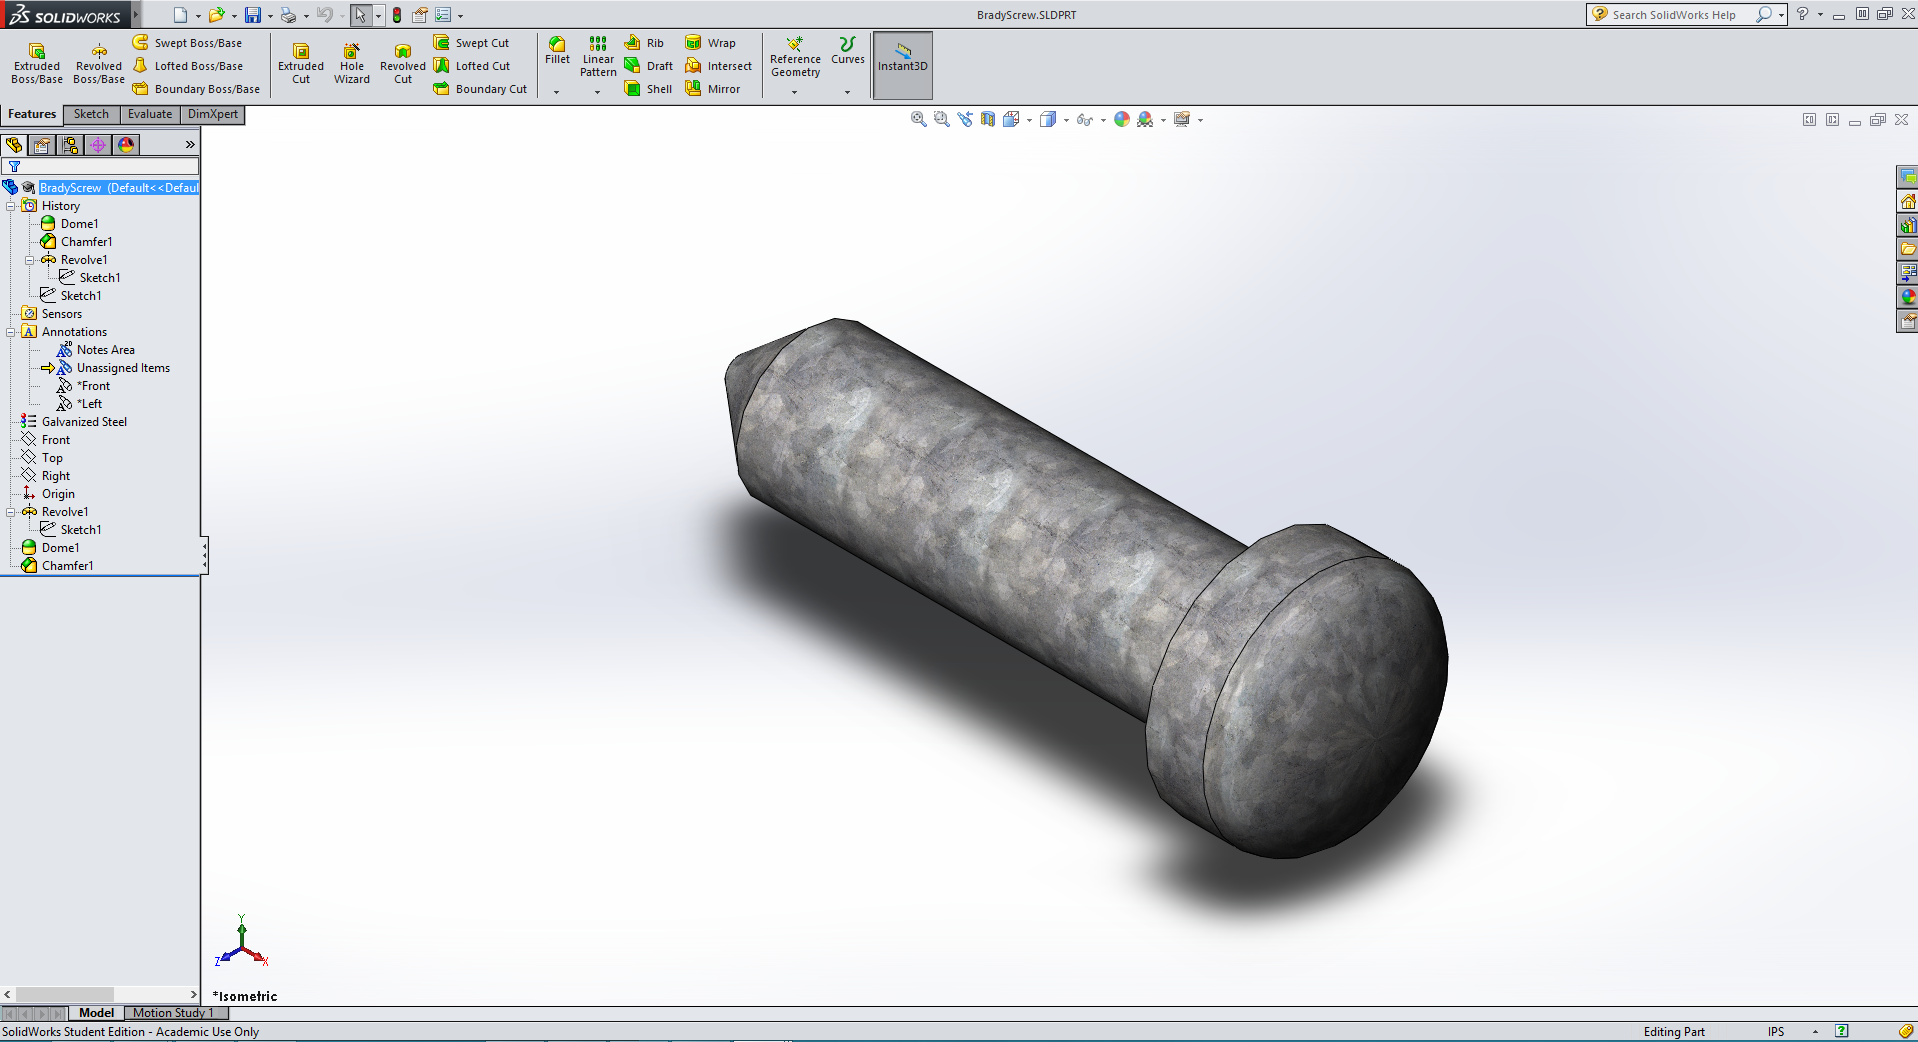 SOLIDWORKS
BradyScrew.SLDPRT
Search SolidWorks Help
Extruded Boss/Base
Revolved Boss/Base
Swept Boss/Base
Lofted Boss/Base
Boundary Boss/Base
Extruded Cut
Hole Wizard
Revolved Cut
Swept Cut
Lofted Cut
Boundary Cut
Fillet
Linear Pattern
Rib
Draft
Shell
Wrap
Intersect
Mirror
Reference Geometry
Curves
Instant3D
Features
Sketch
Evaluate
DimXpert
BradyScrew (Default<<Defaul
History
Dome1
Chamfer1
Revolve1
Sketch1
Sketch1
Sensors
Annotations
Notes Area
Unassigned Items
*Front
*Left
Galvanized Steel
Front
Top
Right
Origin
Revolve1
Sketch1
Dome1
Chamfer1
Y
Z
X
*Isometric
Model
Motion Study 1
SolidWorks Student Edition - Academic Use Only
Editing Part
IPS